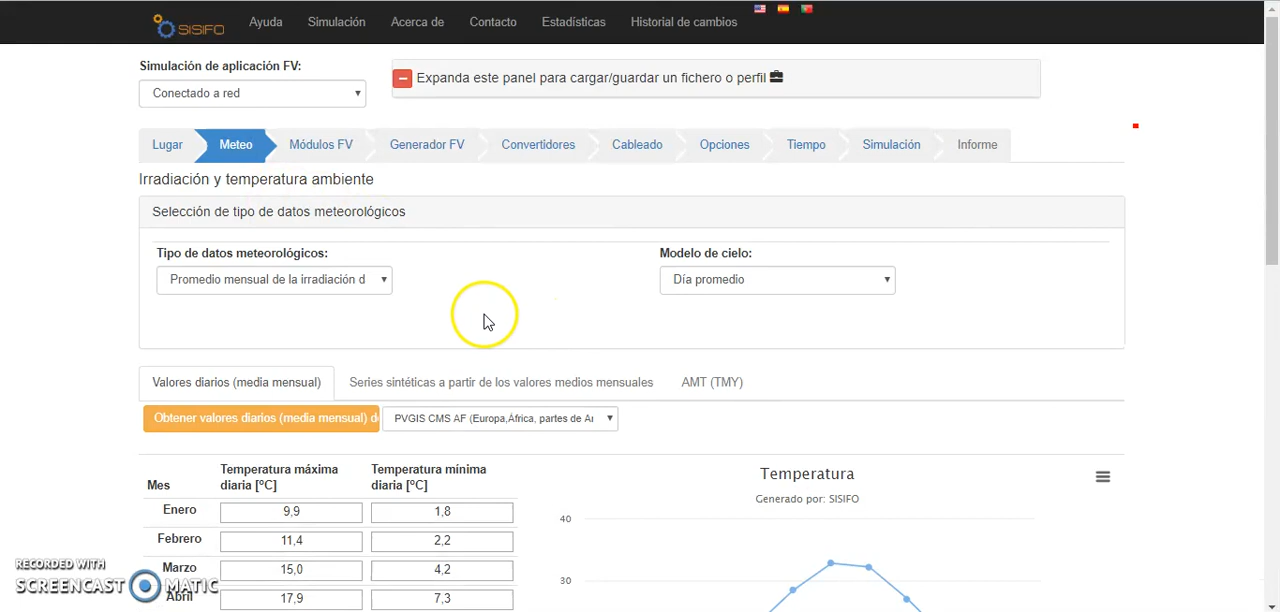 SISIFO Ayuda Simulación Acerca de Contacto Estadísticas Historial de cambios
Simulación de aplicación FV:
Conectado a red
Expanda este panel para cargar/guardar un fichero o perfil
Lugar Meteo Módulos FV Generador FV Convertidores Cableado Opciones Tiempo Simulación Informe
Irradiación y temperatura ambiente
Selección de tipo de datos meteorológicos
Tipo de datos meteorológicos: Modelo de cielo:
Promedio mensual de la irradiación d Día promedio
Valores diarios (media mensual) Series sintéticas a partir de los valores medios mensuales AMT (TMY)
Obtener valores diarios (media mensual) d PVGIS CMS AF (Europa,África, partes de Ar
Mes
Temperatura máxima
diaria [ºC]
Temperatura mínima
diaria [ºC]
Enero 9,9 1,8
Febrero 11,4 2,2
Marzo 15,0 4,2
Abril 17,9 7,3
Temperatura
Generado por: SISIFO
40
30
RECORDED WITH
SCREENCAST MATIC